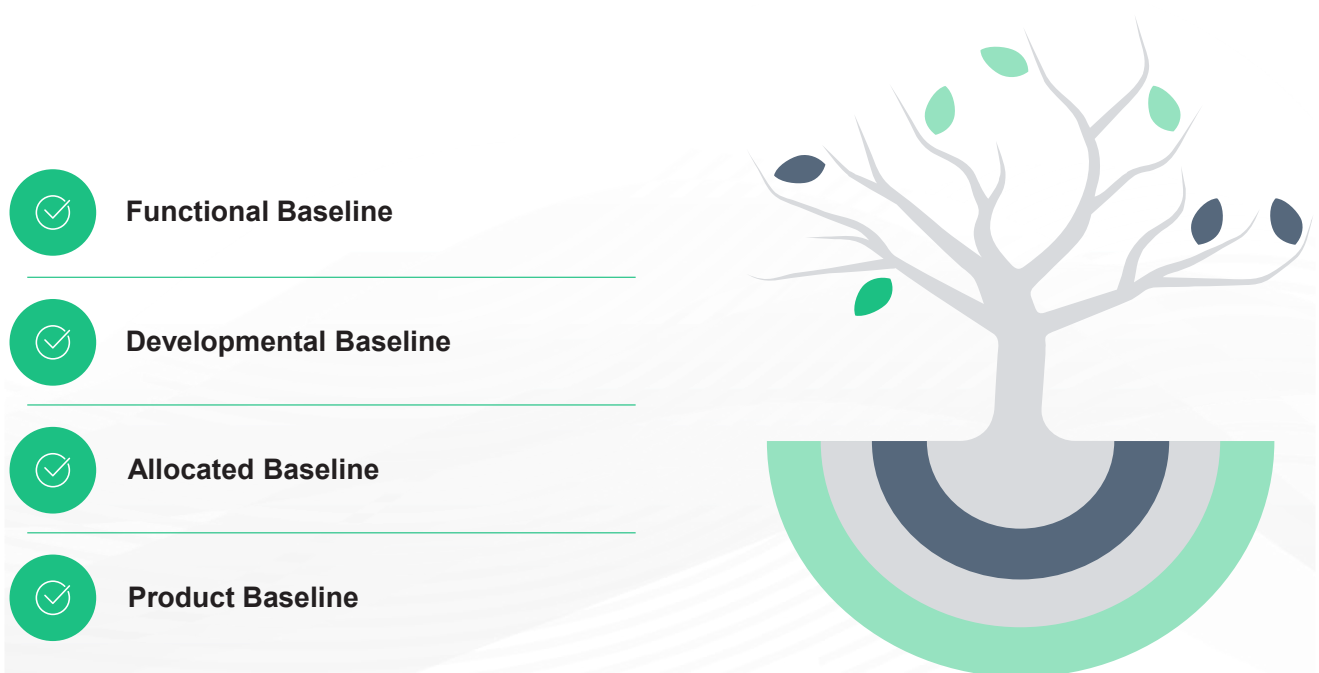 Functional Baseline
Developmental Baseline
Allocated Baseline
Product Baseline